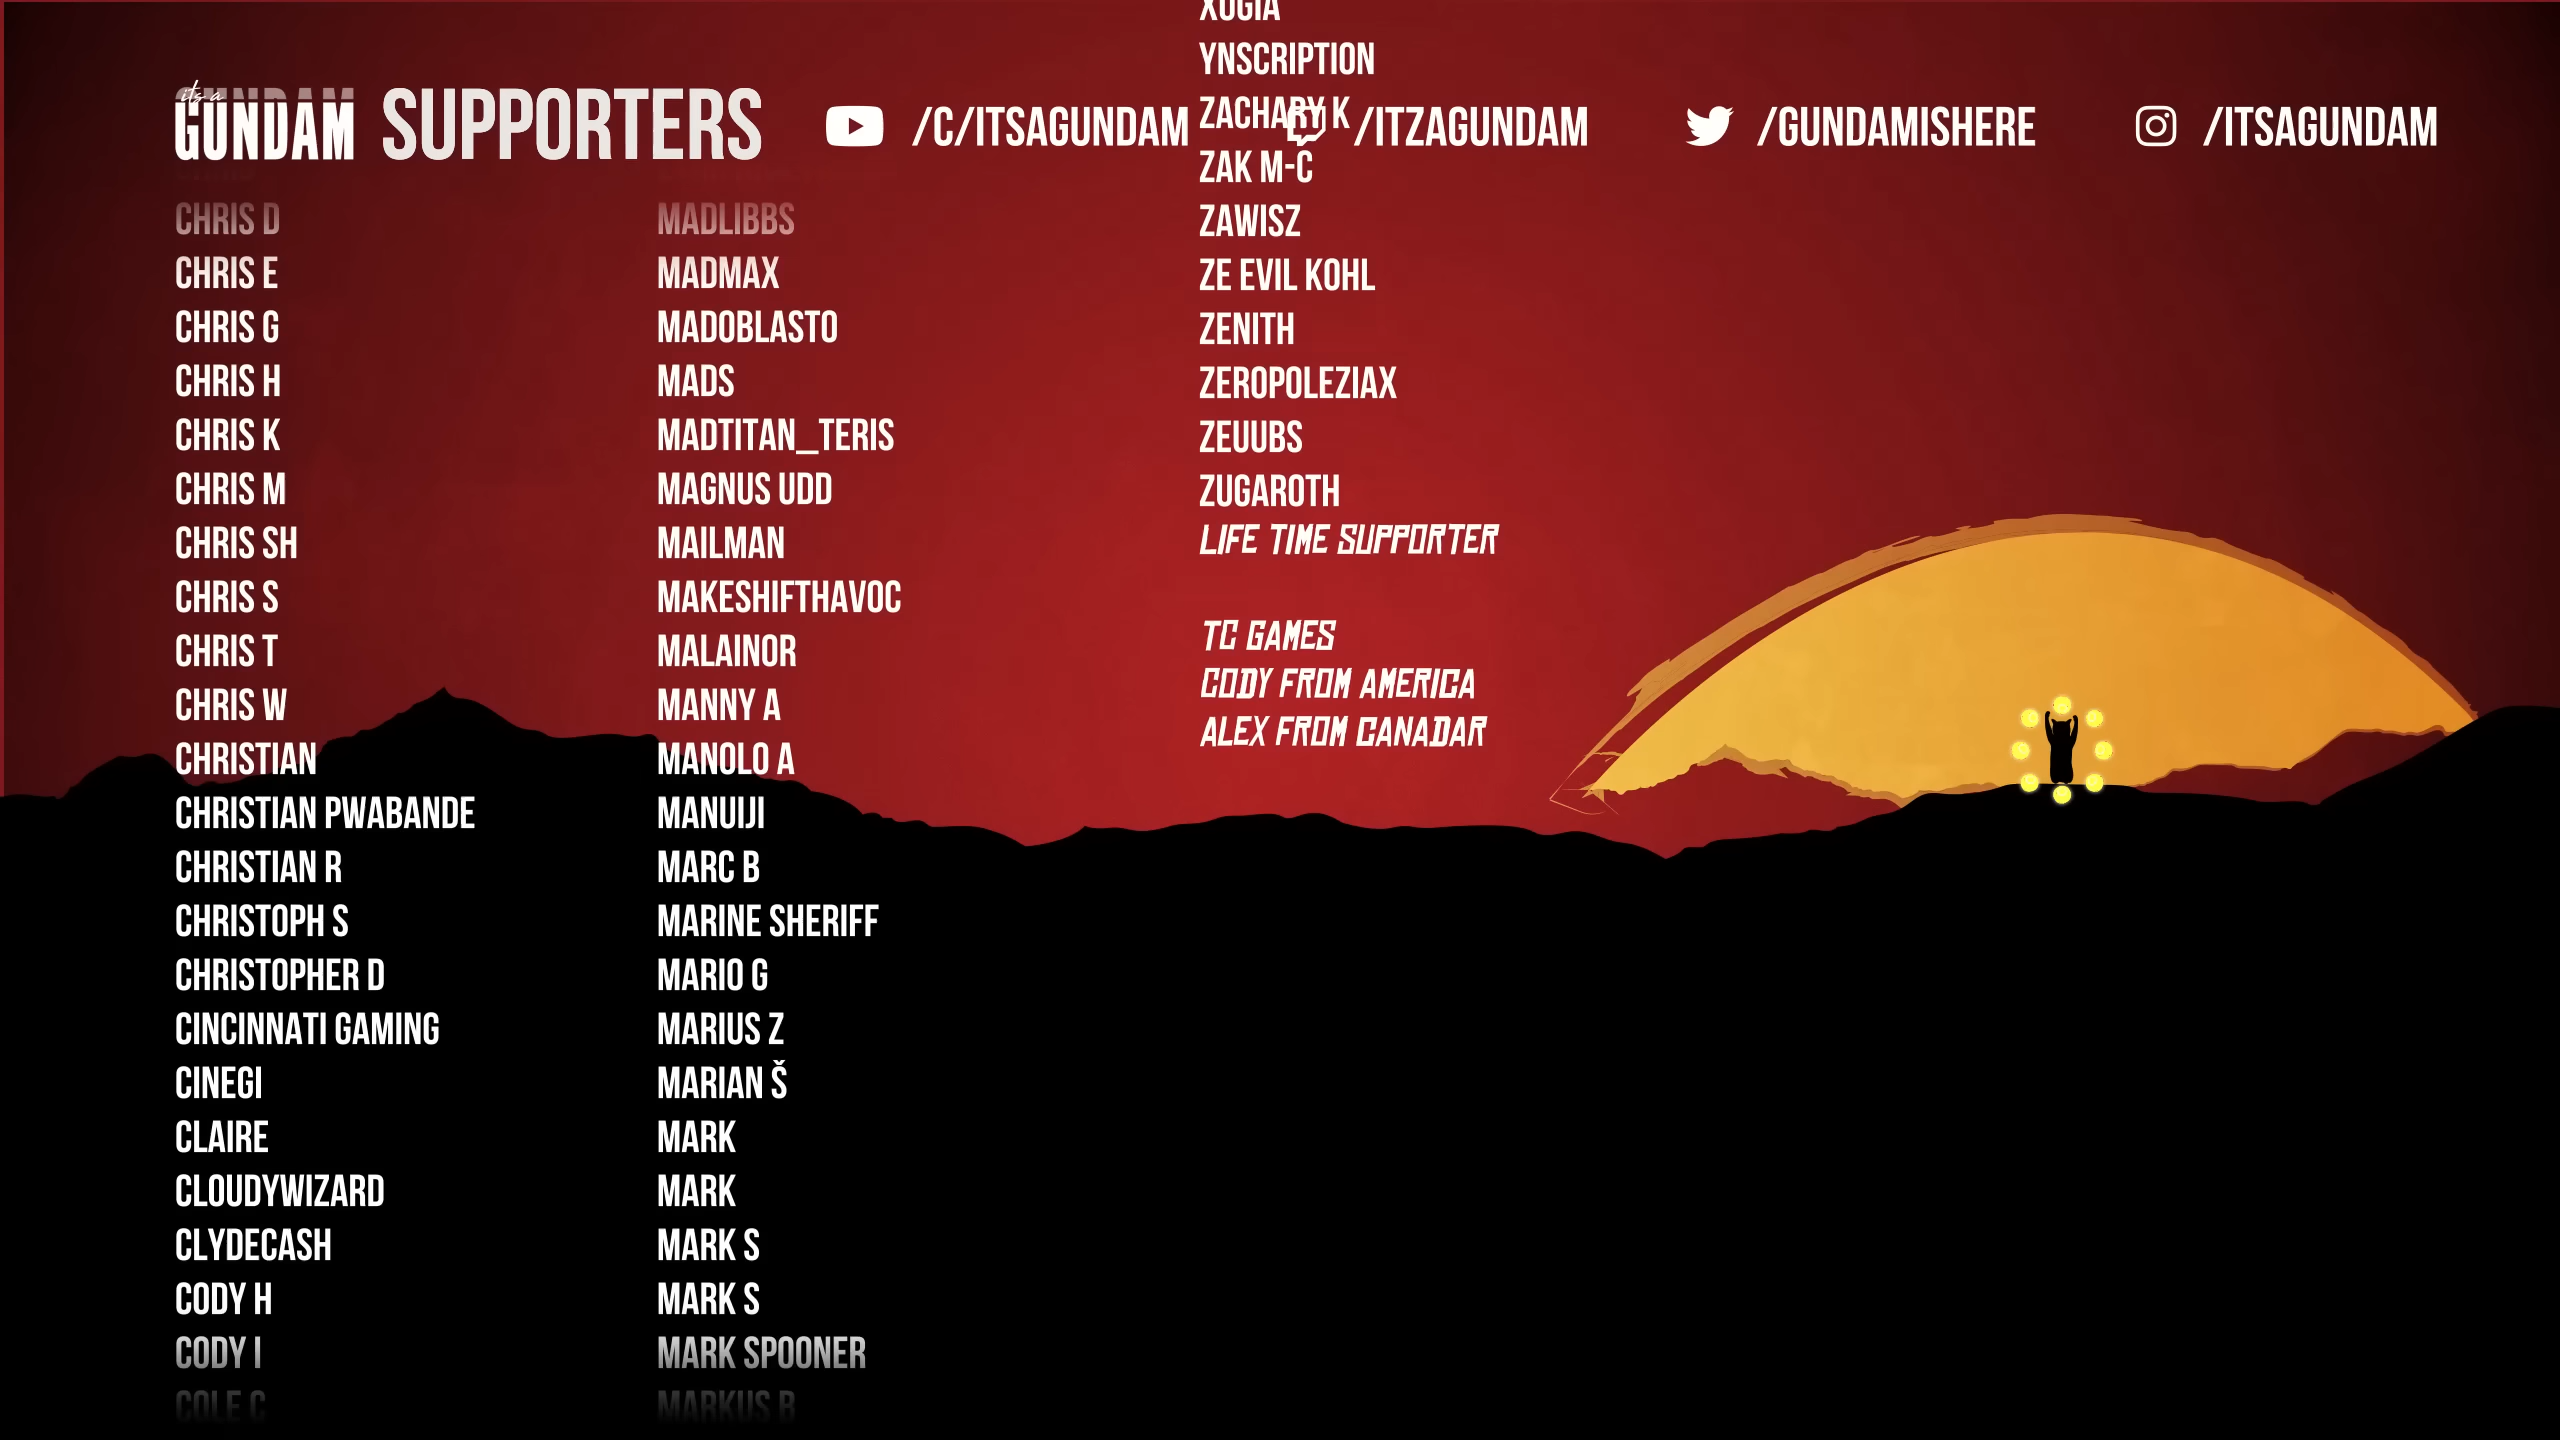 its a
GUNDAM SUPPORTERS
/C/ITSAGUNDAM
/ITZAGUNDAM
/GUNDAMISHERE
/ITSAGUNDAM
CHRIS D
CHRIS E
CHRIS G
CHRIS H
CHRIS K
CHRIS M
CHRIS SH
CHRIS S
CHRIS T
CHRIS W
CHRISTIAN
CHRISTIAN PWABANDE
CHRISTIAN R
CHRISTOPH S
CHRISTOPHER D
CINCINNATI GAMING
CINEGI
CLAIRE
CLOUDYWIZARD
CLYDECASH
CODY H
CODY I
COLE C
MADLIBBS
MADMAX
MADOBLASTO
MADS
MADTITAN_TERIS
MAGNUS UDD
MAILMAN
MAKESHIFTHAVOC
MALAINOR
MANNY A
MANOLO A
MANUIJI
MARC B
MARINE SHERIFF
MARIO G
MARIUS Z
MARIAN Š
MARK
MARK
MARK S
MARK S
MARK SPOONER
MARKUS
XUGIA
YNSCRIPTION
ZACHARY K
ZAK M-C
ZAWISZ
ZE EVIL KOHL
ZENITH
ZEROPOLEZIAX
ZEUUBS
ZUGAROTH
LIFE TIME SUPPORTER
TC GAMES
CODY FROM AMERICA
ALEX FROM CANADAR